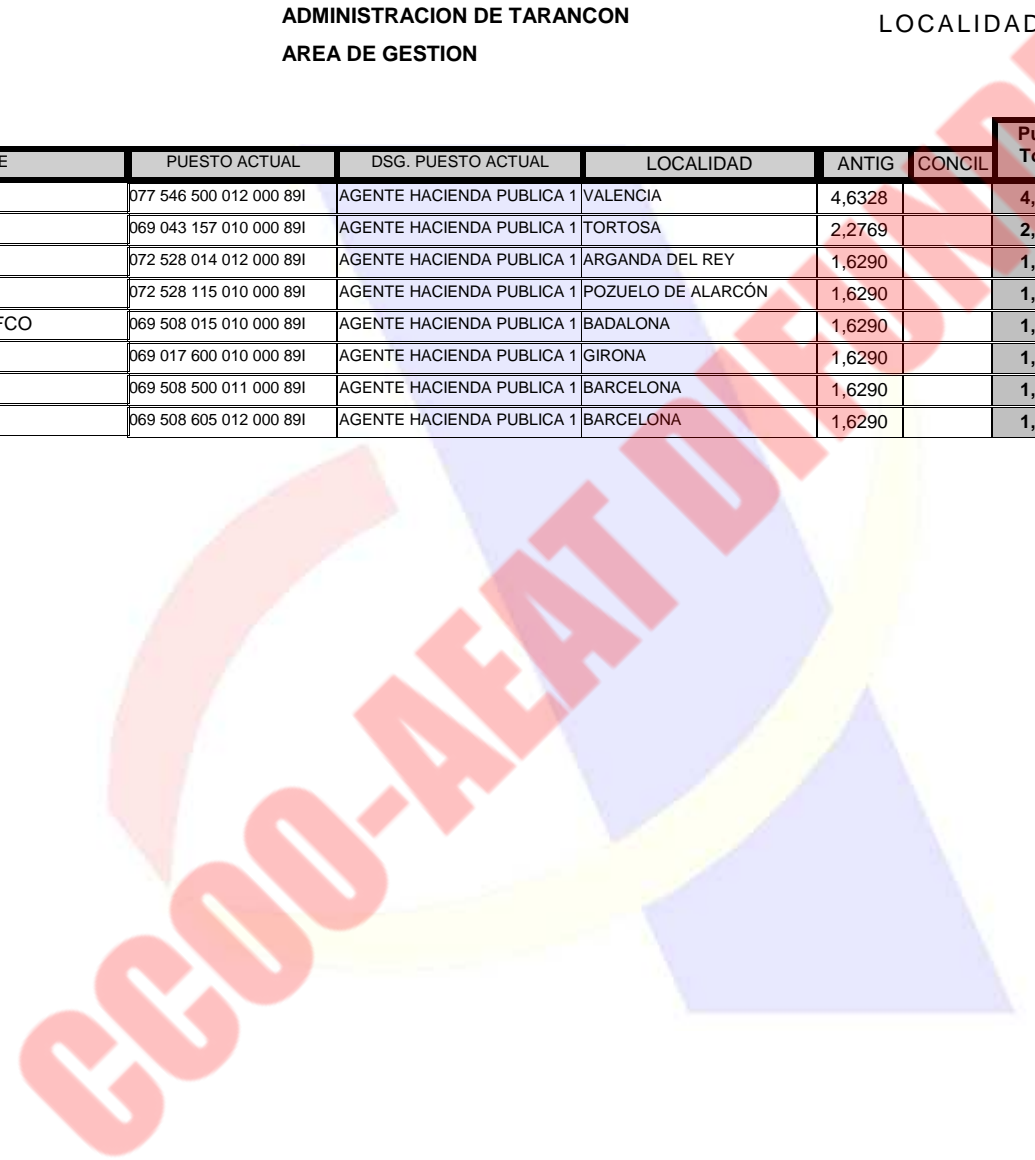 ADMINISTRACION DE TARANCON
LOCALIDAD
AREA DE GESTION
E PUESTO ACTUAL DSG. PUESTO ACTUAL LOCALIDAD ANTIG CONCIL
077 546 500 012 000 89I AGENTE HACIENDA PUBLICA 1 VALENCIA 4,6328 4,
069 043 157 010 000 89I AGENTE HACIENDA PUBLICA 1 TORTOSA 2,2769 2,
072 528 014 012 000 89I AGENTE HACIENDA PUBLICA 1 ARGANDA DEL REY 1,6290 1,
072 528 115 010 000 89I AGENTE HACIENDA PUBLICA 1 POZUELO DE ALARCÓN 1,6290 1,
FCO 069 508 015 010 000 89I AGENTE HACIENDA PUBLICA 1 BADALONA 1,6290 1,
069 017 600 010 000 89I AGENTE HACIENDA PUBLICA 1 GIRONA 1,6290 1,
069 508 500 011 000 89I AGENTE HACIENDA PUBLICA 1 BARCELONA 1,6290 1,
069 508 605 012 000 89I AGENTE HACIENDA PUBLICA 1 BARCELONA 1,6290 1,
CCOO-AEAT